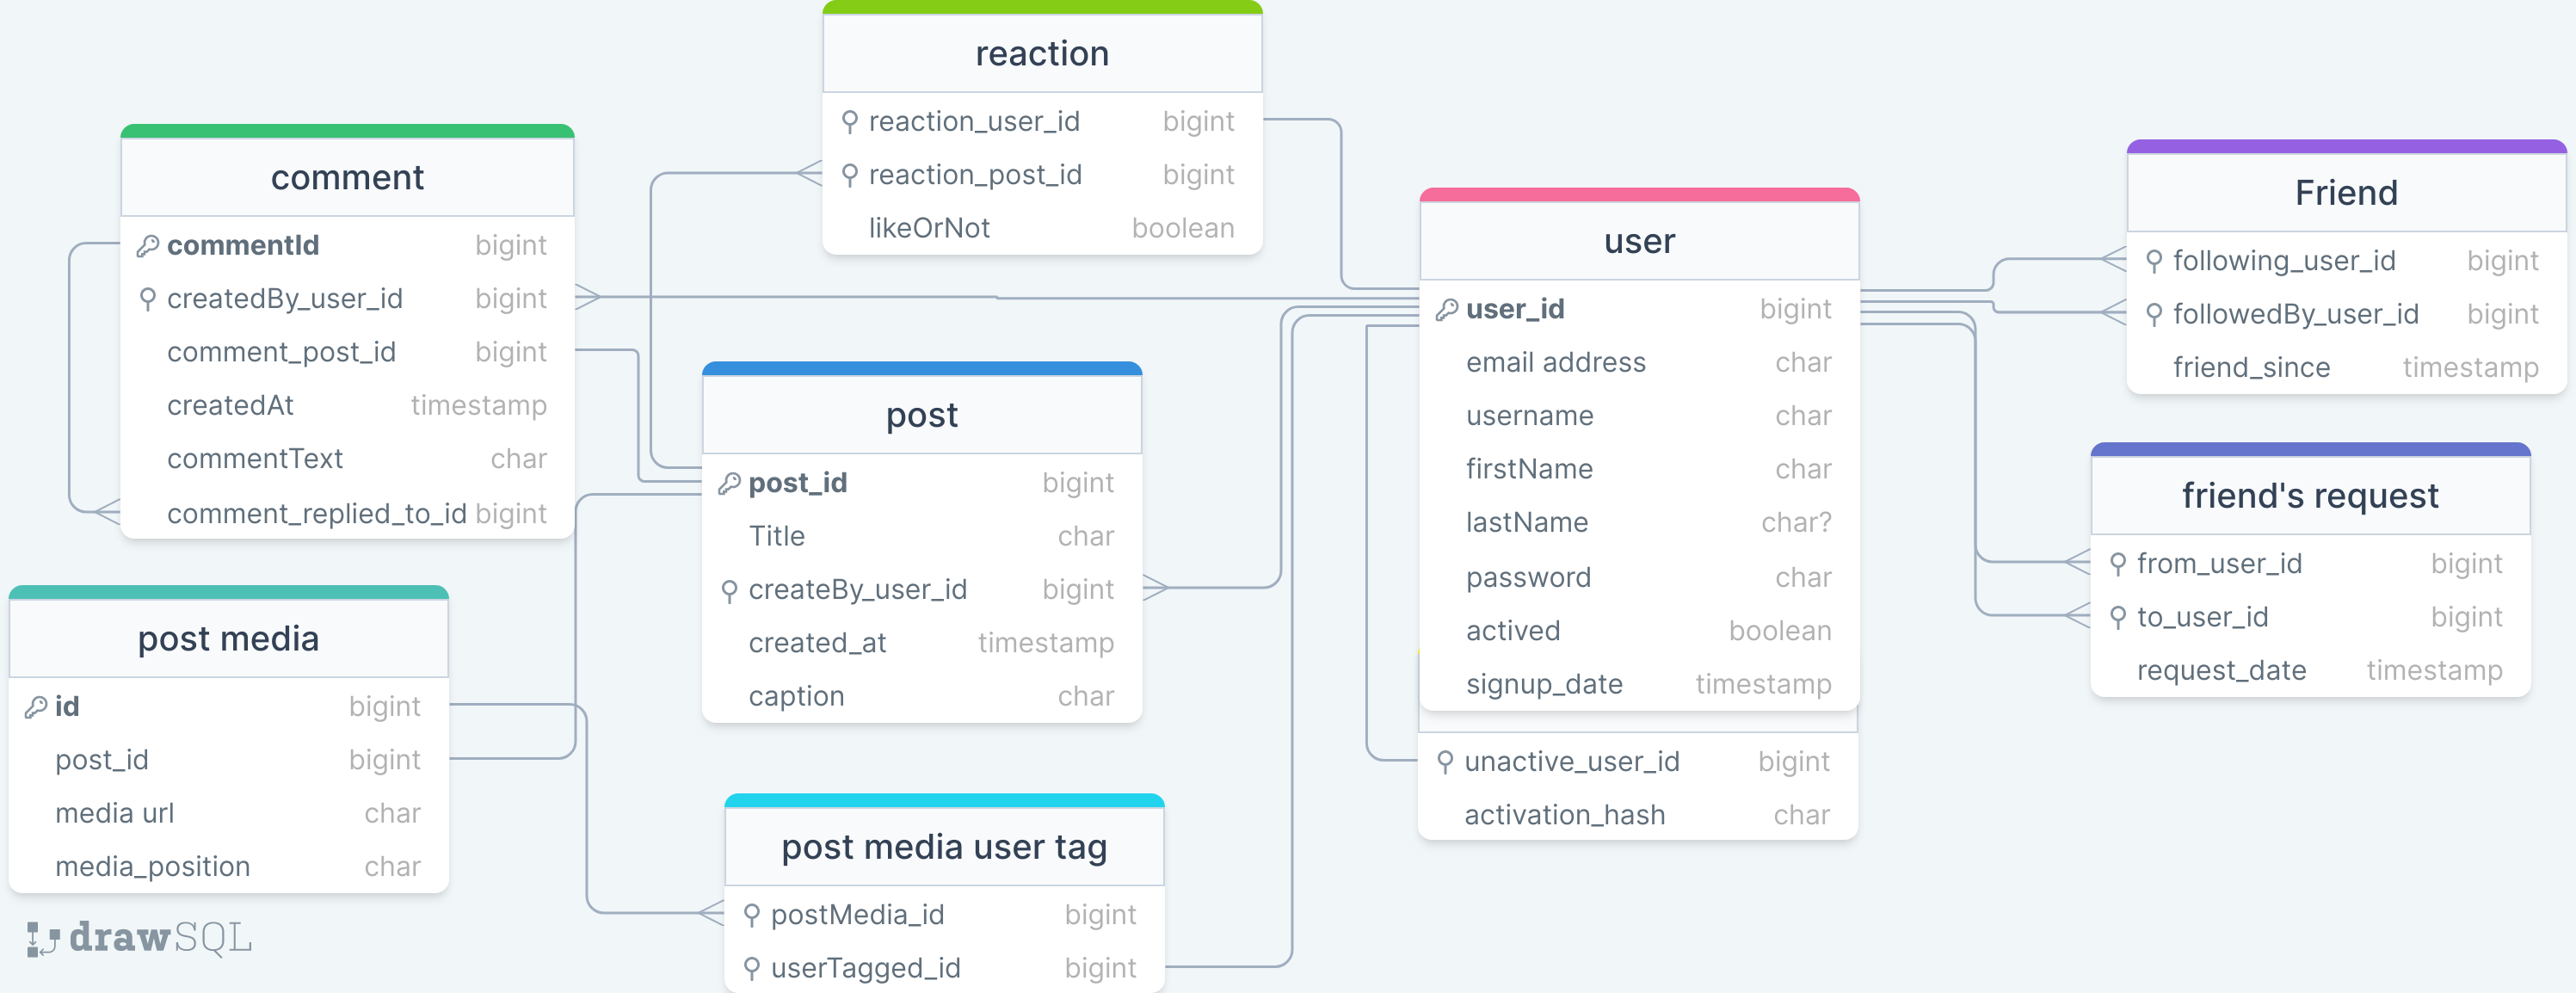 reaction
reaction_user_id bigint
reaction_post_id bigint
likeOrNot boolean
comment
commentId bigint
createdBy_user_id bigint
comment_post_id bigint
createdAt timestamp
commentText char
comment_replied_to_id bigint
post
post_id bigint
Title char
createBy_user_id bigint
created_at timestamp
caption char
user
user_id bigint
email address char
username char
firstName char
lastName char?
password char
actived boolean
signup_date timestamp
unactive_user_id bigint
activation_hash char
Friend
following_user_id bigint
followedBy_user_id bigint
friend_since timestamp
friend's request
from_user_id bigint
to_user_id bigint
request_date timestamp
post media
id bigint
post_id bigint
media url char
media_position char
post media user tag
postMedia_id bigint
userTagged_id bigint
drawSQL